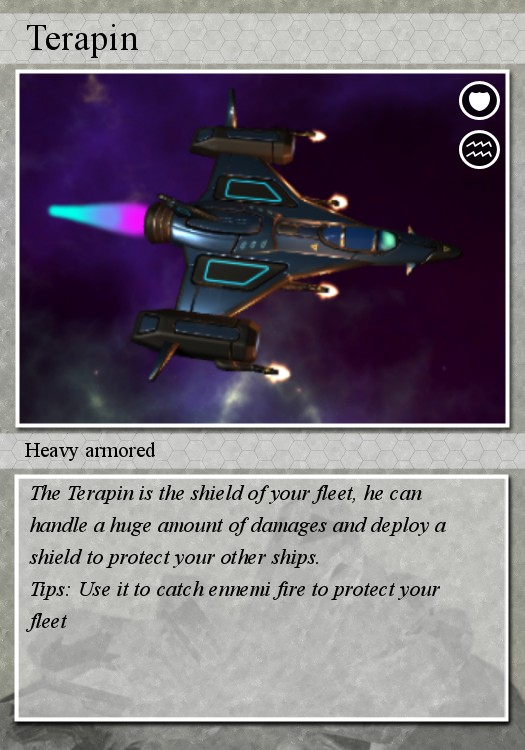 Terapin
Heavy armored
The Terapin is the shield of your fleet, he can
handle a huge amount of damages and deploy a
shield to protect your other ships.
Tips: Use it to catch ennemi fire to protect your
fleet